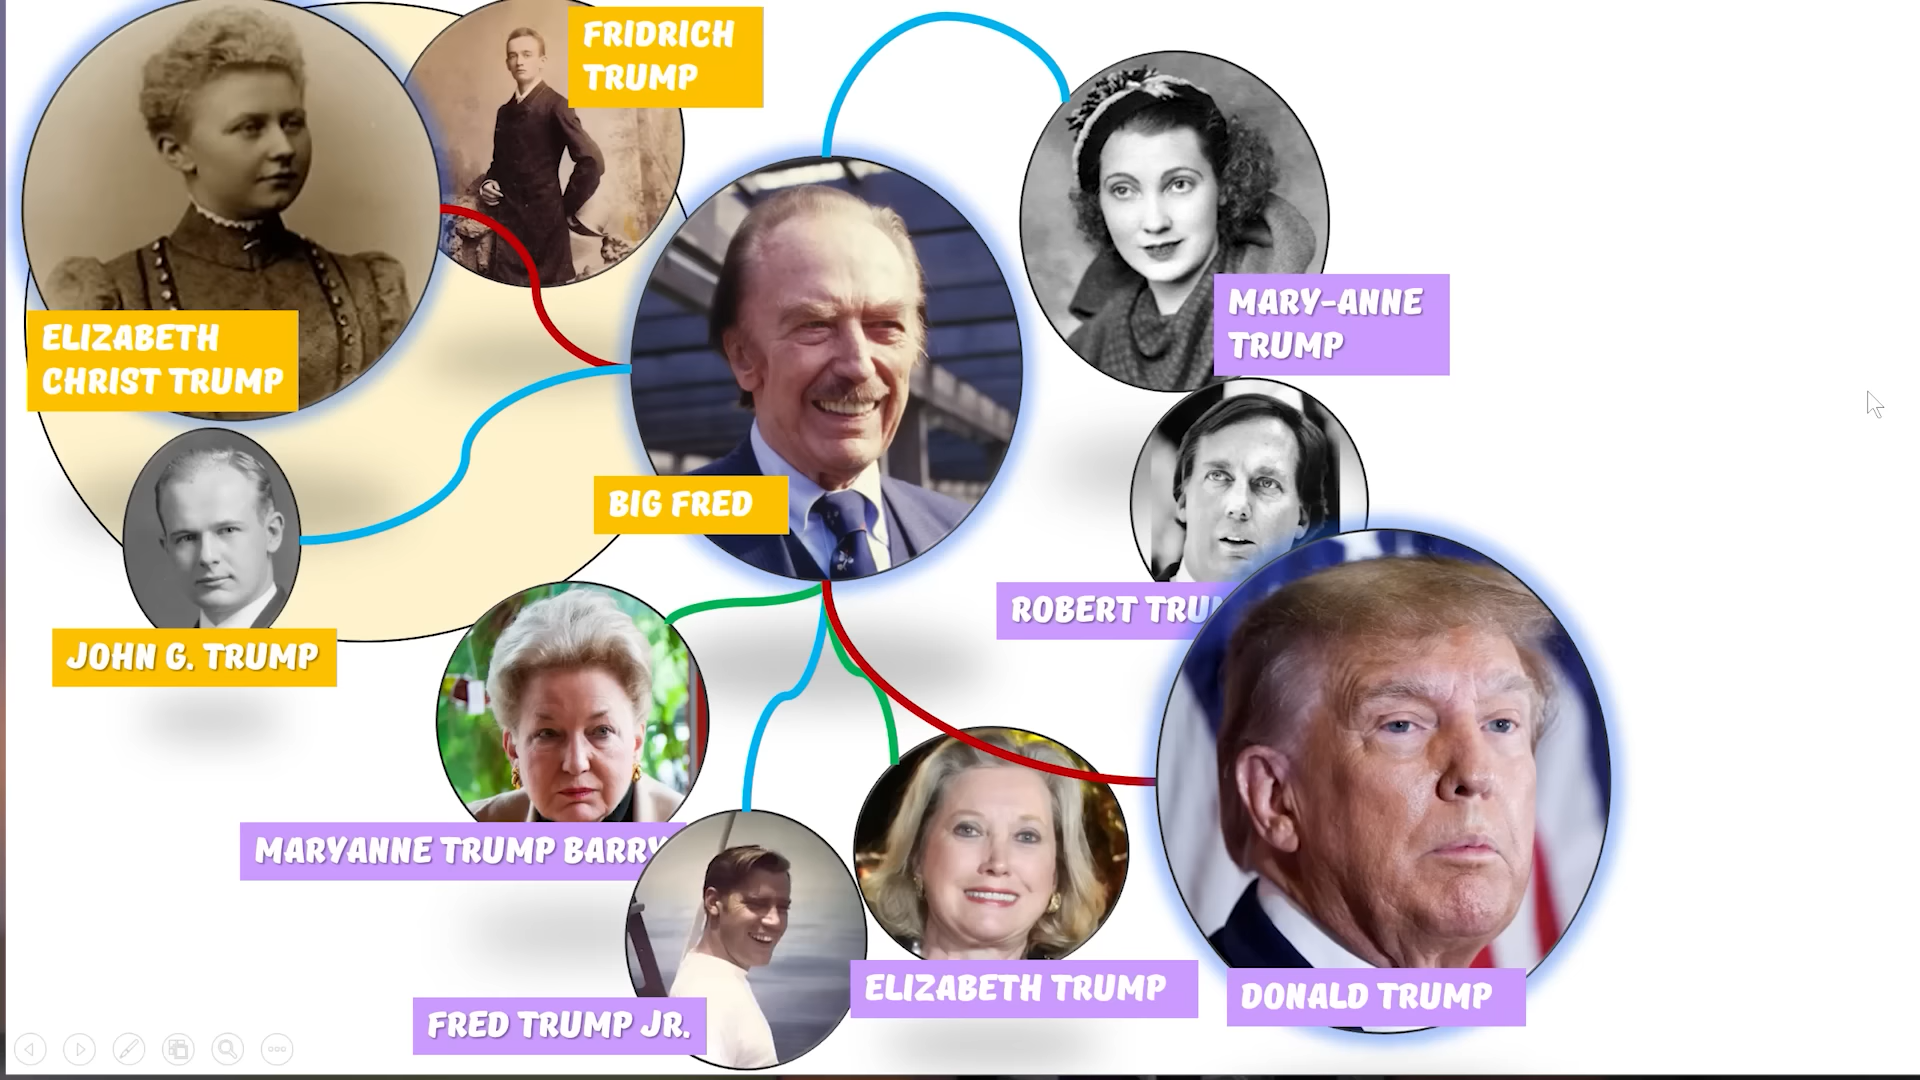 FRIDRICH
TRUMP
ELIZABETH
CHRIST TRUMP
MARY-ANNE
TRUMP
BIG FRED
ROBERT
JOHN G. TRUMP
MARYANNE TRUMP BARRY
ELIZABETH TRUMP
DONALD TRUMP
FRED TRUMP JR.